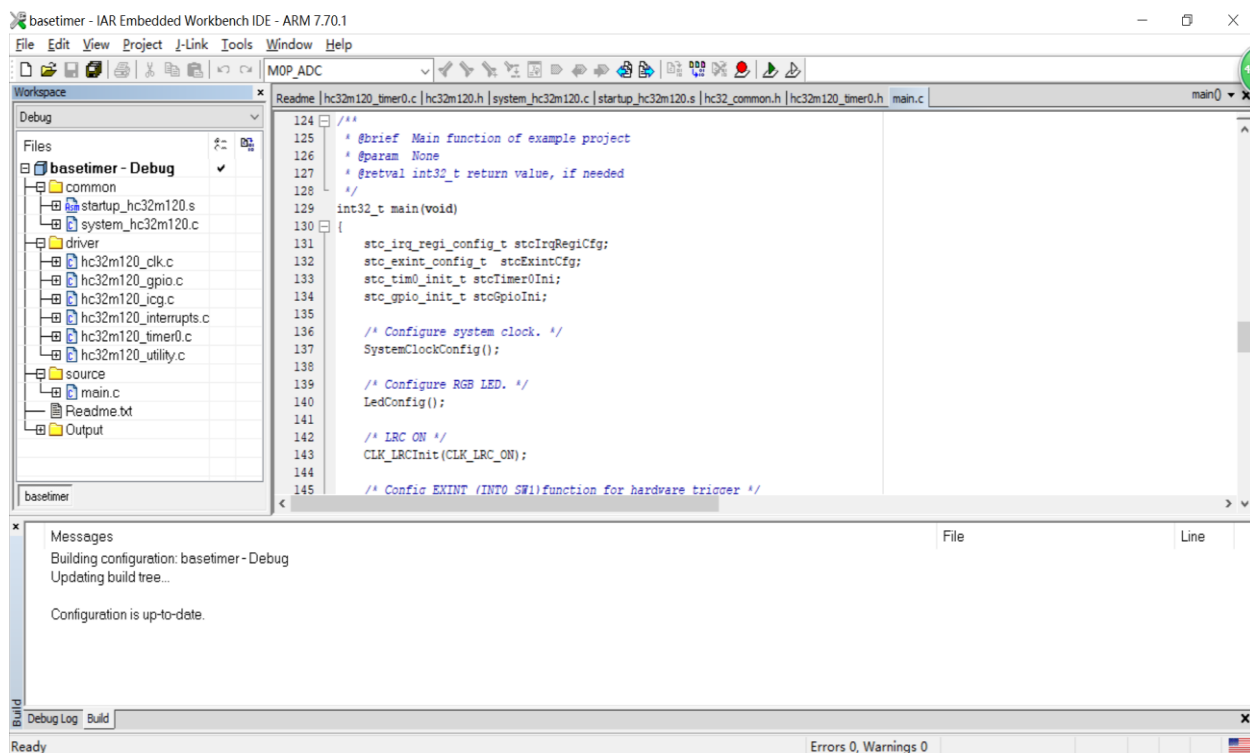 basetimer - IAR Embedded Workbench IDE - ARM 7.70.1
File Edit View Project J-Link Tools Window Help
M0P_ADC
Workspace
Readme hc32m120_timer0.c hc32m120.h system_hc32m120.c startup_hc32m120.s hc32_common.h hc32m120_timer0.h main.c main()
Debug
Files
basetimer - Debug
common
startup_hc32m120.s
system_hc32m120.c
driver
hc32m120_clk.c
hc32m120_gpio.c
hc32m120_icg.c
hc32m120_interrupts.c
hc32m120_timer0.c
hc32m120_utility.c
source
main.c
Readme.txt
Output
basetimer
124 /**
125 * @brief Main function of example project
126 * @param None
127 * @retval int32_t return value, if needed
128 */
129 int32_t main(void)
130 {
131 stc_irq_regi_config_t stcIrqRegiCfg;
132 stc_exint_config_t stcExintCfg;
133 stc_tim0_init_t stcTimer0Ini;
134 stc_gpio_init_t stcGpioIni;
135
136 /* Configure system clock. */
137 SystemClockConfig();
138
139 /* Configure RGB LED. */
140 LedConfig();
141
142 /* LRC ON */
143 CLK_LRCInit(CLK_LRC_ON);
144
145 /* Config EXINT (INT0 SW1)function for hardware trigger */
Messages File Line
Building configuration: basetimer - Debug
Updating build tree...
Configuration is up-to-date.
Build
Debug Log Build
Ready Errors 0, Warnings 0